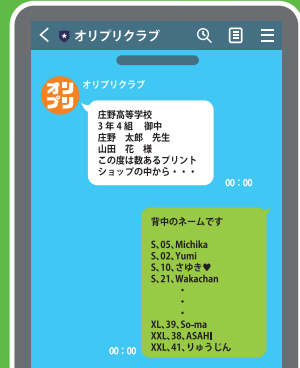 オリプリクラブ
オリプリクラブ
オリ
プリ
庄野高等学校
3年4組 御中
庄野 太郎 先生
山田 花 様
この度は数あるプリント
ショップの中から・・・
00:00
背中のネームです
S、05、Michika
S、02、Yumi
S、10、さゆき♥
S、21、Wakachan
・
・
・
XL、39、So-ma
XXL、38、ASAHI
XXL、41、りゅうじん
00:00